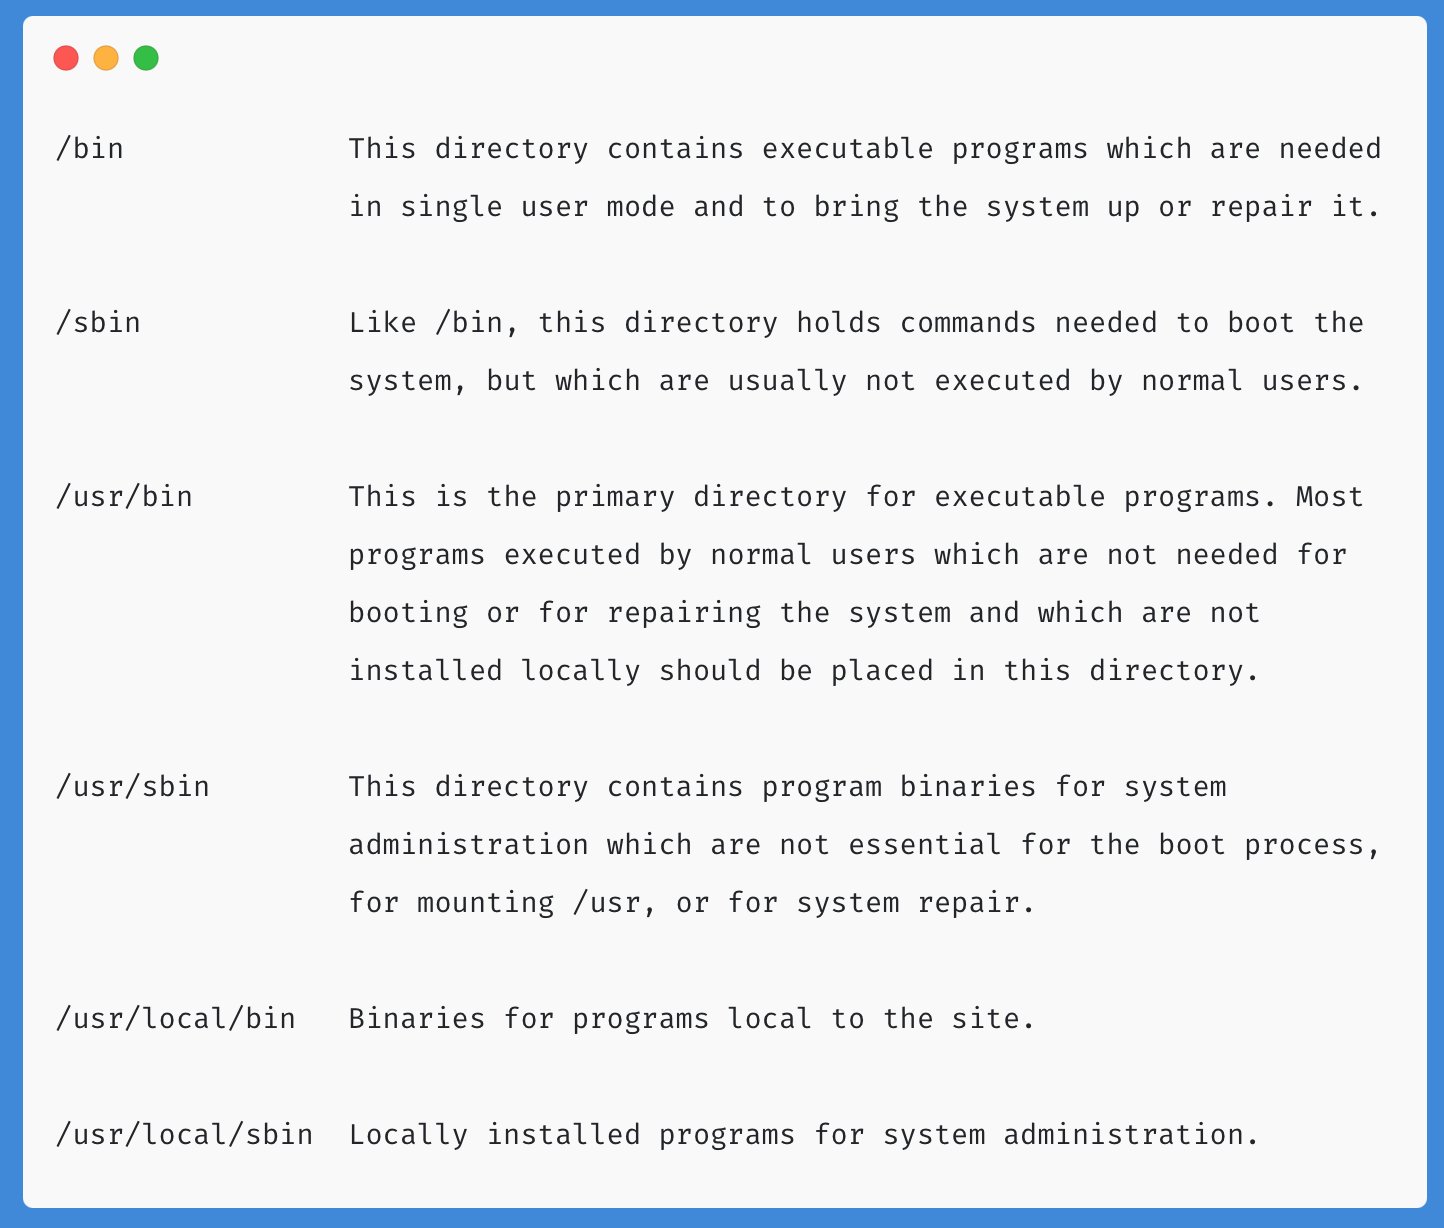 /bin This directory contains executable programs which are needed
in single user mode and to bring the system up or repair it.
/sbin Like /bin, this directory holds commands needed to boot the
system, but which are usually not executed by normal users.
/usr/bin This is the primary directory for executable programs. Most
programs executed by normal users which are not needed for
booting or for repairing the system and which are not
installed locally should be placed in this directory.
/usr/sbin This directory contains program binaries for system
administration which are not essential for the boot process,
for mounting /usr, or for system repair.
/usr/local/bin Binaries for programs local to the site.
/usr/local/sbin Locally installed programs for system administration.